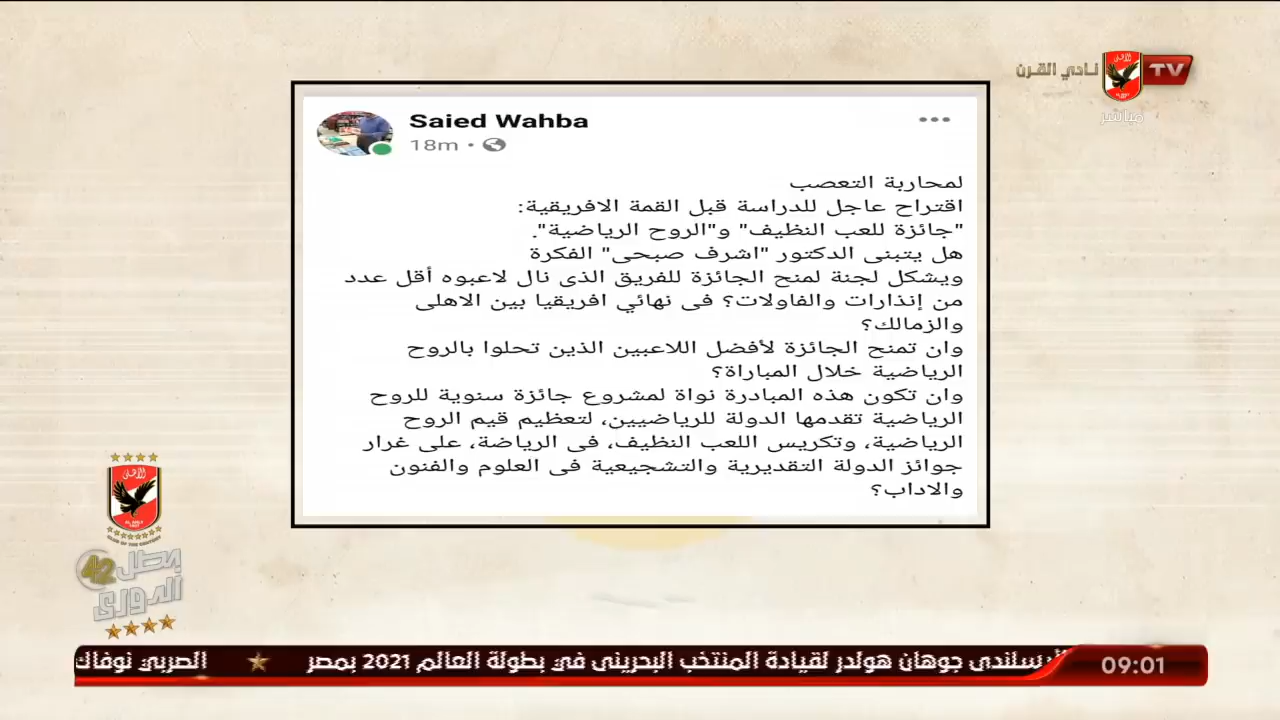 TV
نادي القرن
مباشر
Saied Wahba
18m
لمحاربة التعصب
اقتراح عاجل للدراسة قبل القمة الافريقية:
"جائزة للعب النظيف" و"الروح الرياضية".
هل يتبنى الدكتور "اشرف صبحى" الفكرة
ويشكل لجنة لمنح الجائزة للفريق الذى نال لاعبوه أقل عدد
من إنذارات والفاولات؟ فى نهائي افريقيا بين الاهلى
والزمالك؟
وان تمنح الجائزة لأفضل اللاعبين الذين تحلوا بالروح
الرياضية خلال المباراة؟
وان تكون هذه المبادرة نواة لمشروع جائزة سنوية للروح
الرياضية تقدمها الدولة للرياضيين، لتعظيم قيم الروح
الرياضية، وتكريس اللعب النظيف، فى الرياضة، على غرار
جوائز الدولة التقديرية والتشجيعية فى العلوم والفنون
والاداب؟
بطل
42
الدورى
جوهان هولدر لقيادة المنتخب البحرينى في بطولة العالم 2021 بمصر
الصربي
09:01